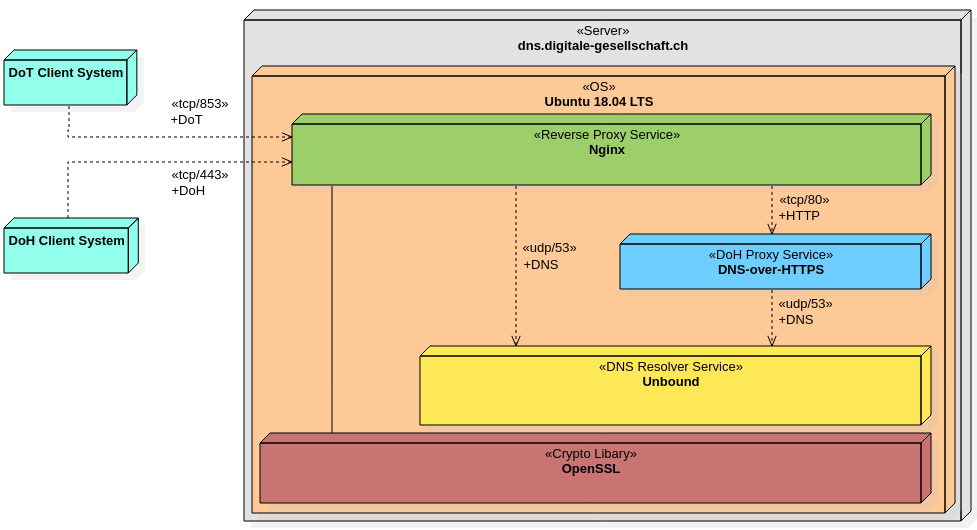 «Server»
dns.digitale-gesellschaft.ch
DoT Client System
«OS»
Ubuntu 18.04 LTS
«tcp/853»
+DoT
«Reverse Proxy Service»
Nginx
«tcp/443»
+DoH
DoH Client System
«tcp/80»
+HTTP
«udp/53»
+DNS
«DoH Proxy Service»
DNS-over-HTTPS
«udp/53»
+DNS
«DNS Resolver Service»
Unbound
«Crypto Libary»
OpenSSL